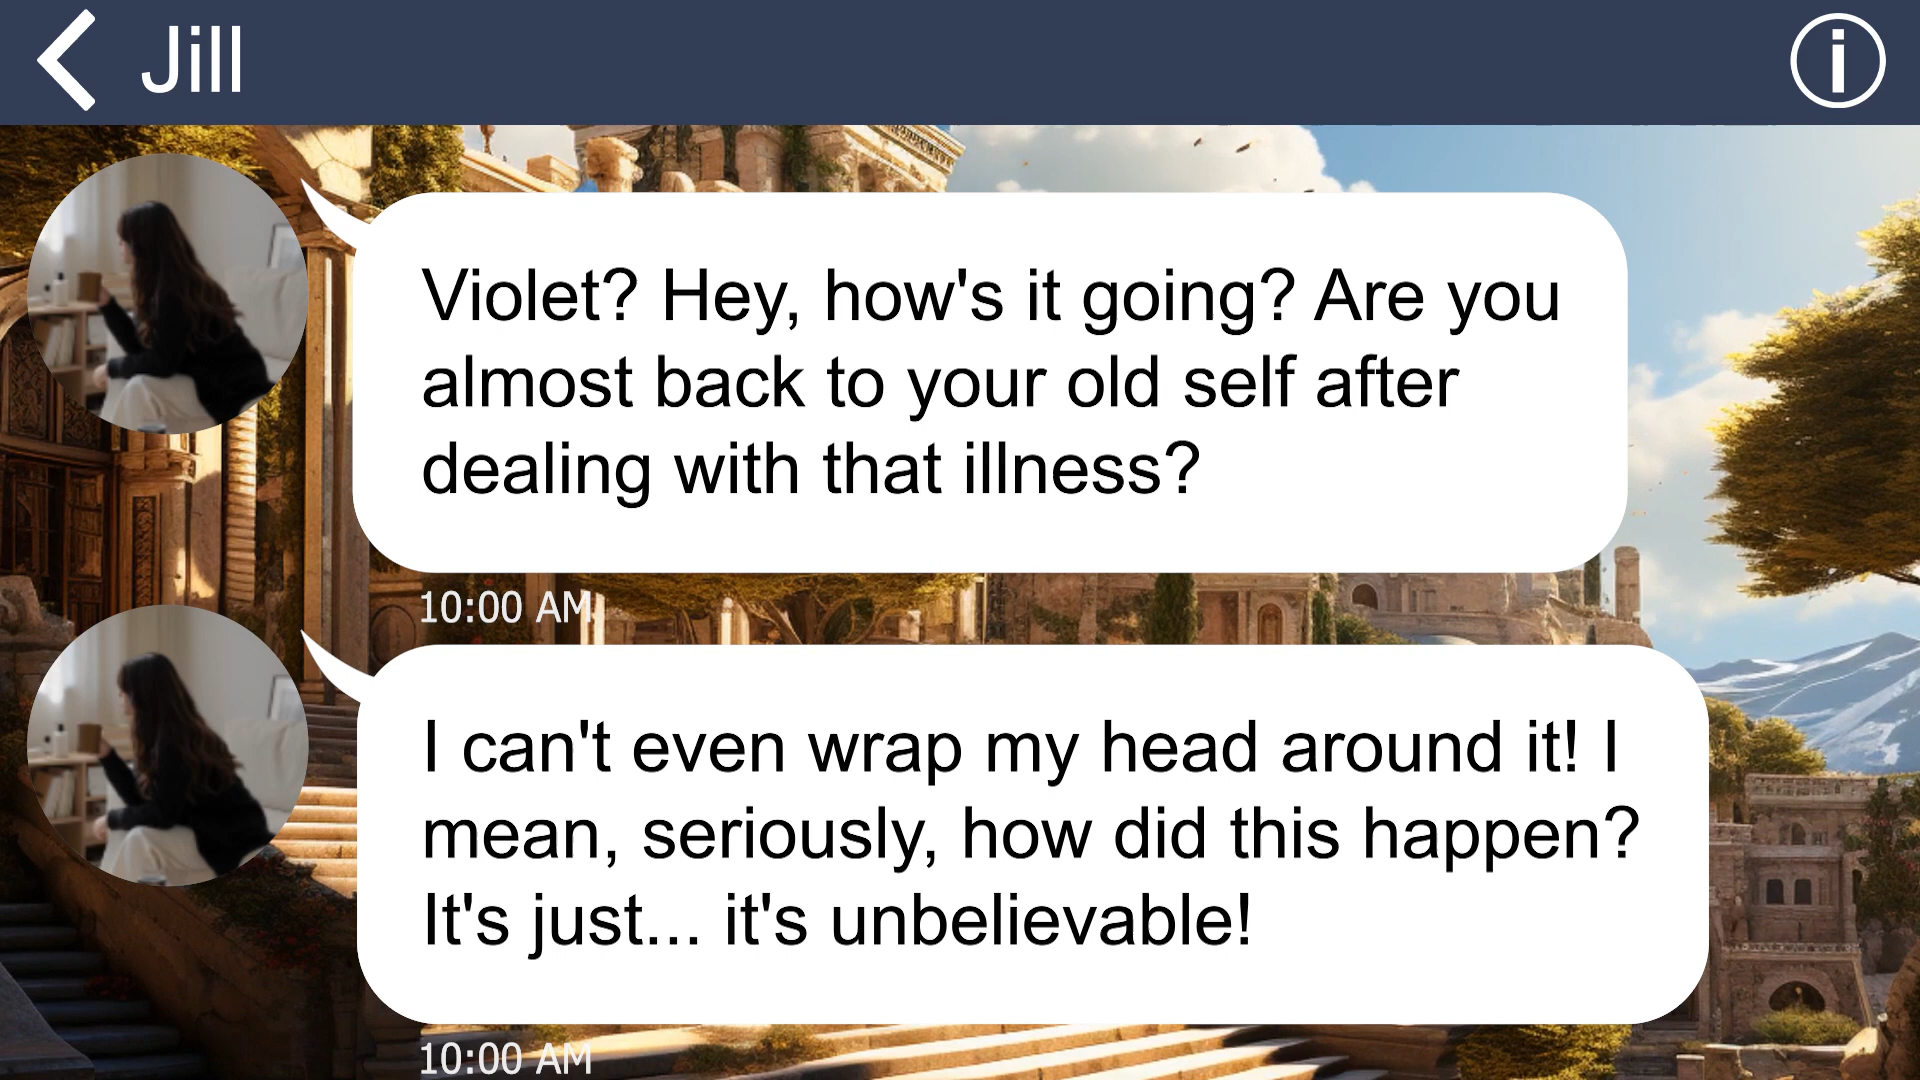 Jill
Violet? Hey, how's it going? Are you
almost back to your old self after
dealing with that illness?
10:00 AM
I can't even wrap my head around it! I
mean, seriously, how did this happen?
It's just... it's unbelievable!
10:00 AM